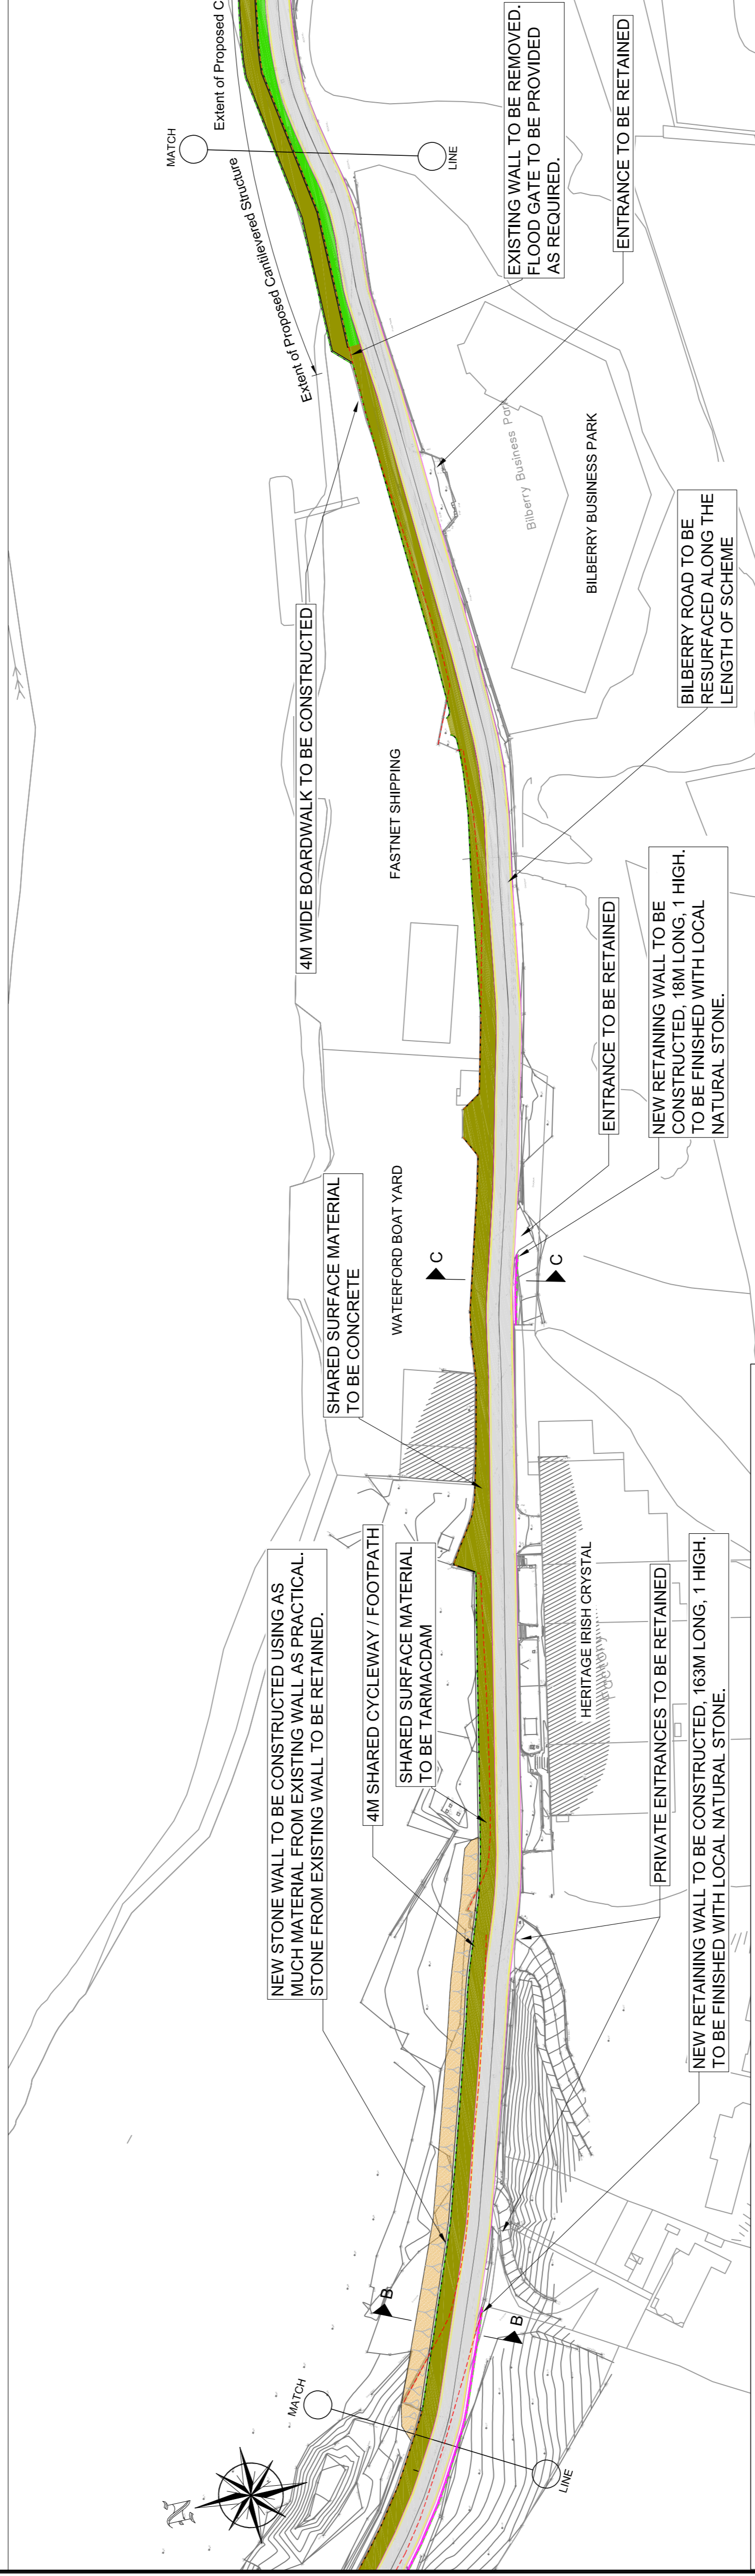 MATCH
LINE
N
B
B
NEW STONE WALL TO BE CONSTRUCTED USING AS
MUCH MATERIAL FROM EXISTING WALL AS PRACTICAL.
STONE FROM EXISTING WALL TO BE RETAINED.
4M SHARED CYCLEWAY / FOOTPATH
SHARED SURFACE MATERIAL
TO BE TARMACDAM
NEW RETAINING WALL TO BE CONSTRUCTED, 163M LONG, 1 HIGH.
TO BE FINISHED WITH LOCAL NATURAL STONE.
PRIVATE ENTRANCES TO BE RETAINED
HERITAGE IRISH CRYSTAL
Factory
SHARED SURFACE MATERIAL
TO BE CONCRETE
WATERFORD BOAT YARD
C
C
ENTRANCE TO BE RETAINED
NEW RETAINING WALL TO BE
CONSTRUCTED, 18M LONG, 1 HIGH.
TO BE FINISHED WITH LOCAL
NATURAL STONE.
4M WIDE BOARDWALK TO BE CONSTRUCTED
FASTNET SHIPPING
BILBERRY ROAD TO BE
RESURFACED ALONG THE
LENGTH OF SCHEME
BILBERRY BUSINESS PARK
Bilberry Business Park
Extent of Proposed Cantilevered Structure
EXISTING WALL TO BE REMOVED.
FLOOD GATE TO BE PROVIDED
AS REQUIRED.
ENTRANCE TO BE RETAINED
MATCH
LINE
Extent of Proposed C